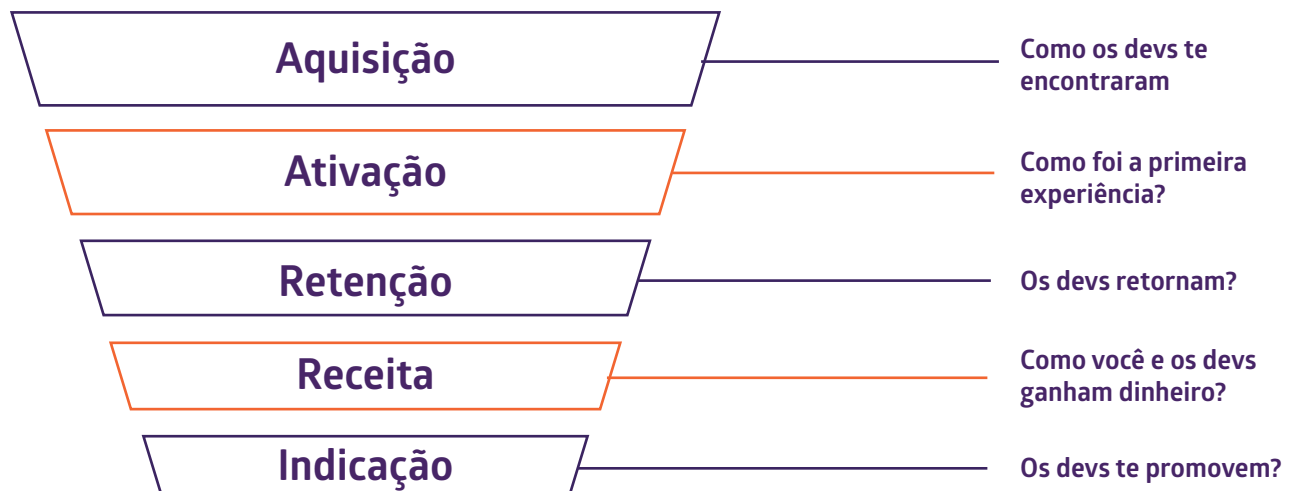 Aquisição
Como os devs te
encontraram
Ativação
Como foi a primeira
experiência?
Retenção
Os devs retornam?
Receita
Como você e os devs
ganham dinheiro?
Indicação
Os devs te promovem?